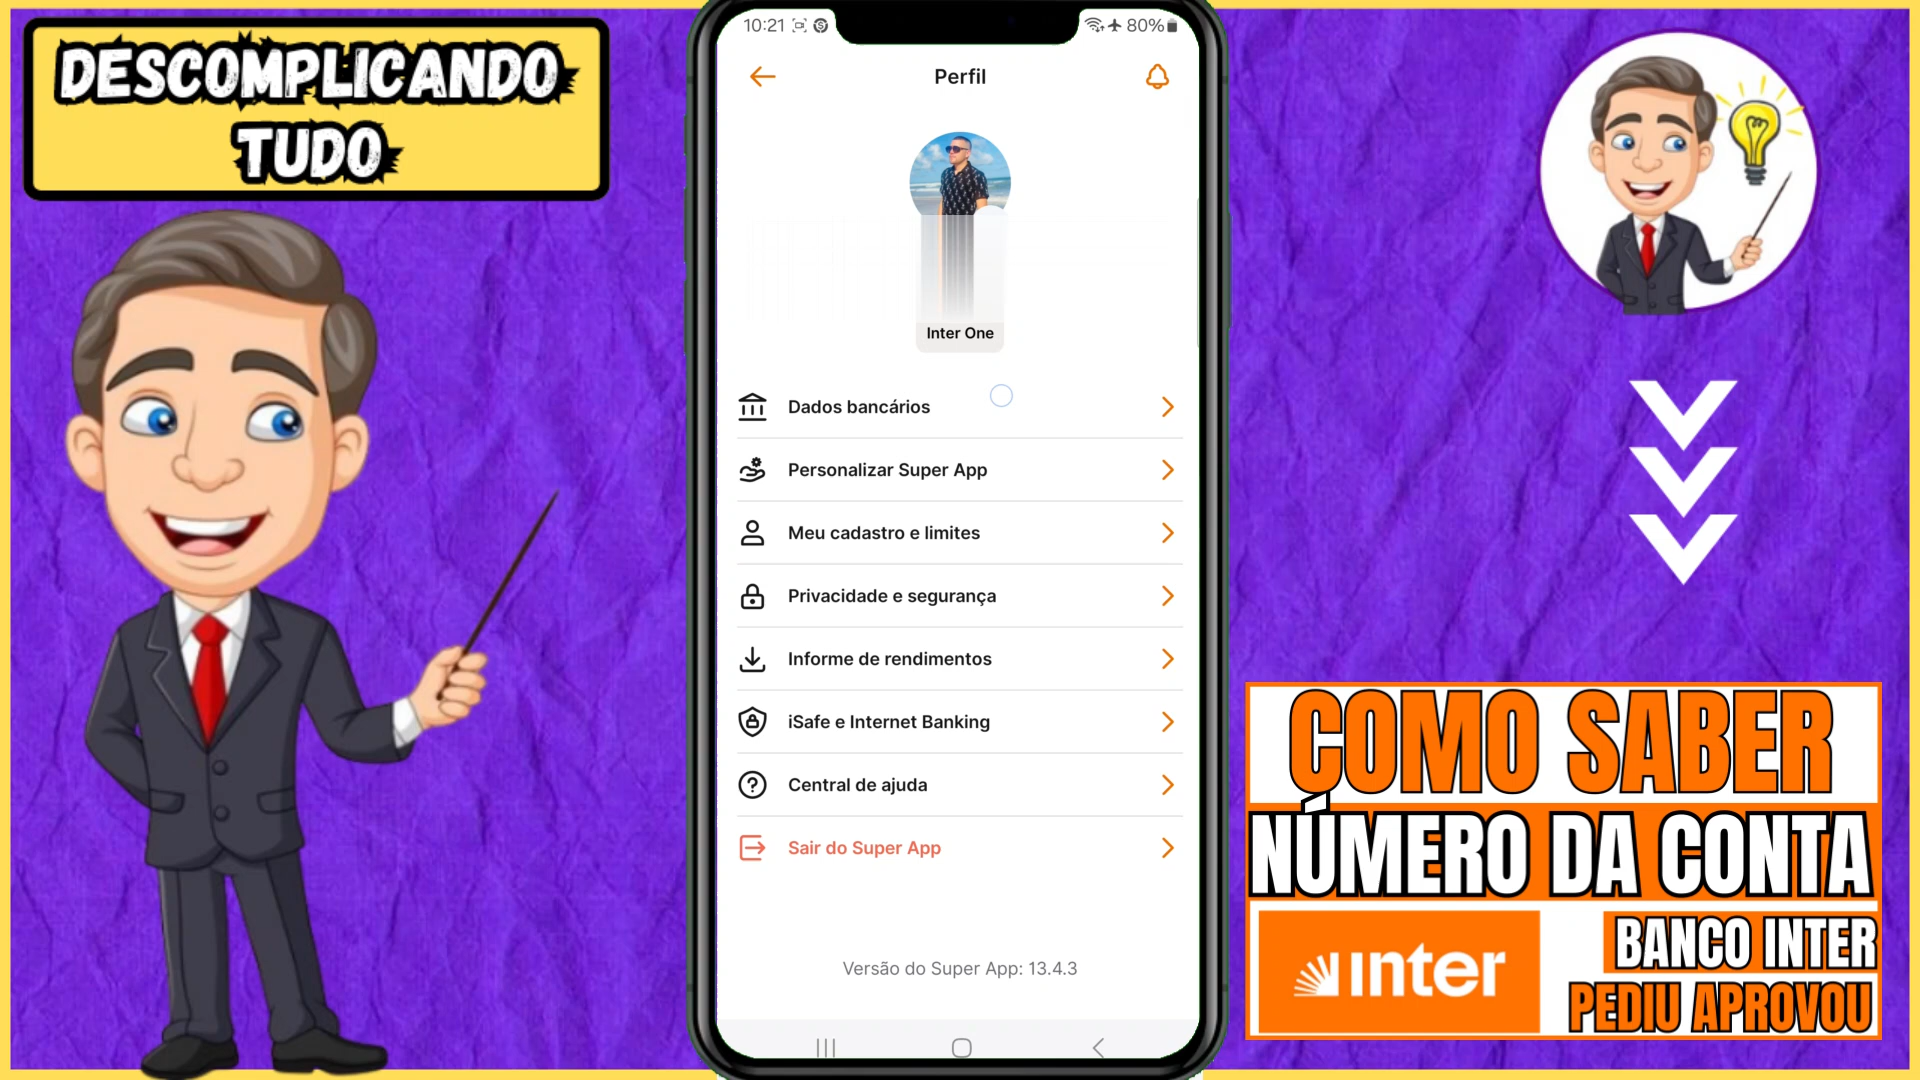 DESCOMPLICANDO
TUDO
10:21
80%
Perfil
Inter One
Dados bancários
Personalizar Super App
Meu cadastro e limites
Privacidade e segurança
Informe de rendimentos
iSafe e Internet Banking
Central de ajuda
Sair do Super App
Versão do Super App: 13.4.3
COMO SABER
NÚMERO DA CONTA
inter
BANCO INTER
PEDIU APROVOU